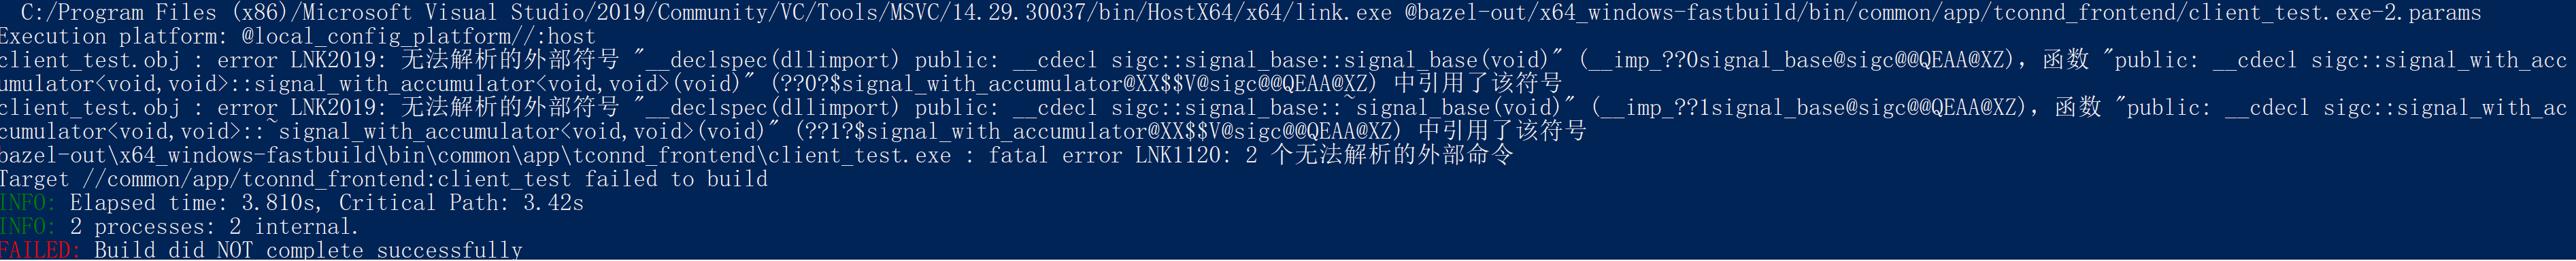 C:/Program Files (x86)/Microsoft Visual Studio/2019/Community/VC/Tools/MSVC/14.29.30037/bin/HostX64/x64/link.exe @bazel-out/x64_windows-fastbuild/bin/common/app/tconnd_frontend/client_test.exe-2.params
Execution platform: @local_config_platform//:host
client_test.obj : error LNK2019: 无法解析的外部符号 "__declspec(dllimport) public: __cdecl sigc::signal_base::signal_base(void)" (__imp_??0signal_base@sigc@@QEAA@XZ)，函数 "public: __cdecl sigc::signal_with_acc
umulator<void,void>::signal_with_accumulator<void,void>(void)" (??0?$signal_with_accumulator@XX$$V@sigc@@QEAA@XZ) 中引用了该符号
client_test.obj : error LNK2019: 无法解析的外部符号 "__declspec(dllimport) public: __cdecl sigc::signal_base::~signal_base(void)" (__imp_??1signal_base@sigc@@QEAA@XZ)，函数 "public: __cdecl sigc::signal_with_ac
cumulator<void,void>::~signal_with_accumulator<void,void>(void)" (??1?$signal_with_accumulator@XX$$V@sigc@@QEAA@XZ) 中引用了该符号
bazel-out\x64_windows-fastbuild\bin\common\app\tconnd_frontend\client_test.exe : fatal error LNK1120: 2 个无法解析的外部命令
Target //common/app/tconnd_frontend:client_test failed to build
INFO: Elapsed time: 3.810s, Critical Path: 3.42s
INFO: 2 processes: 2 internal.
FAILED: Build did NOT complete successfully